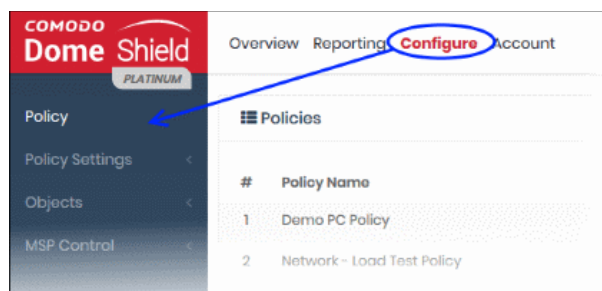 COMODO
Dome Shield
PLATINUM
Overview Reporting Configure Account
Policy
Policy Settings <
Objects <
MSP Control <
Policies
# Policy Name
1 Demo PC Policy
2 Network - Load Test Policy